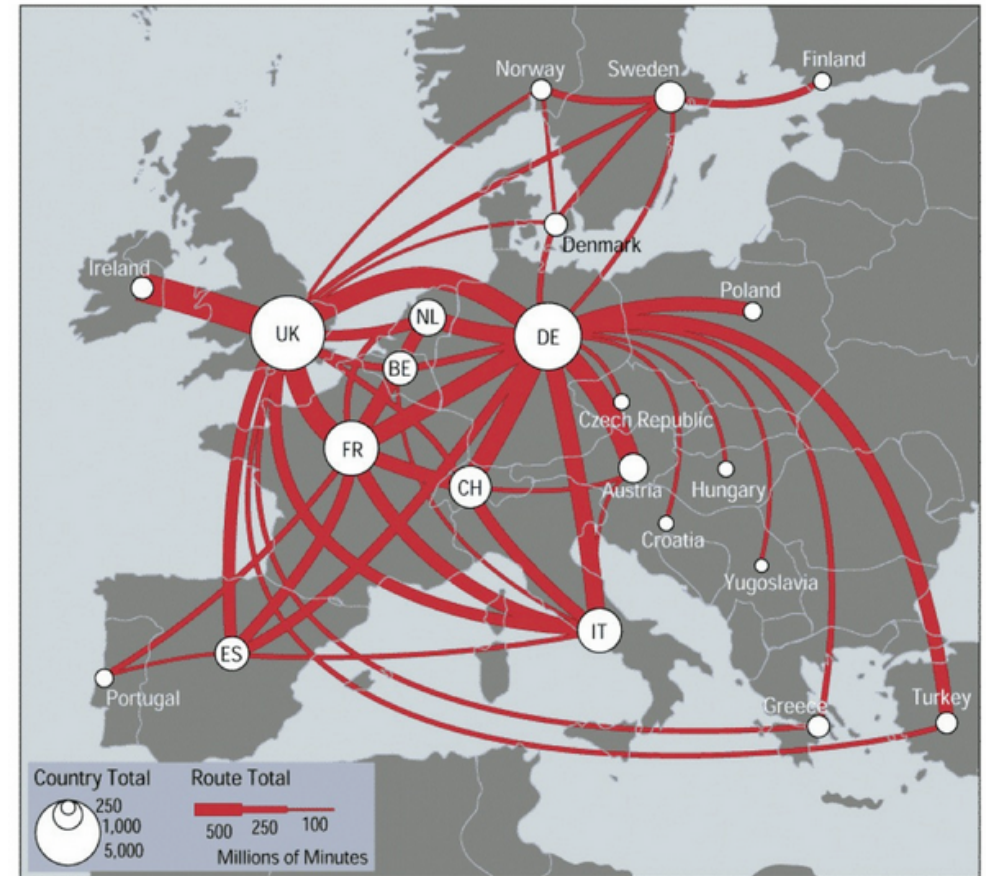 Norway
Sweden
Finland
Denmark
Ireland
Poland
UK
NL
DE
BE
Czech Republic
FR
CH
Austria
Hungary
Croatia
Yugoslavia
IT
ES
Portugal
Greece
Turkey
Country Total
250
1,000
5,000
Route Total
500 250 100
Millions of Minutes